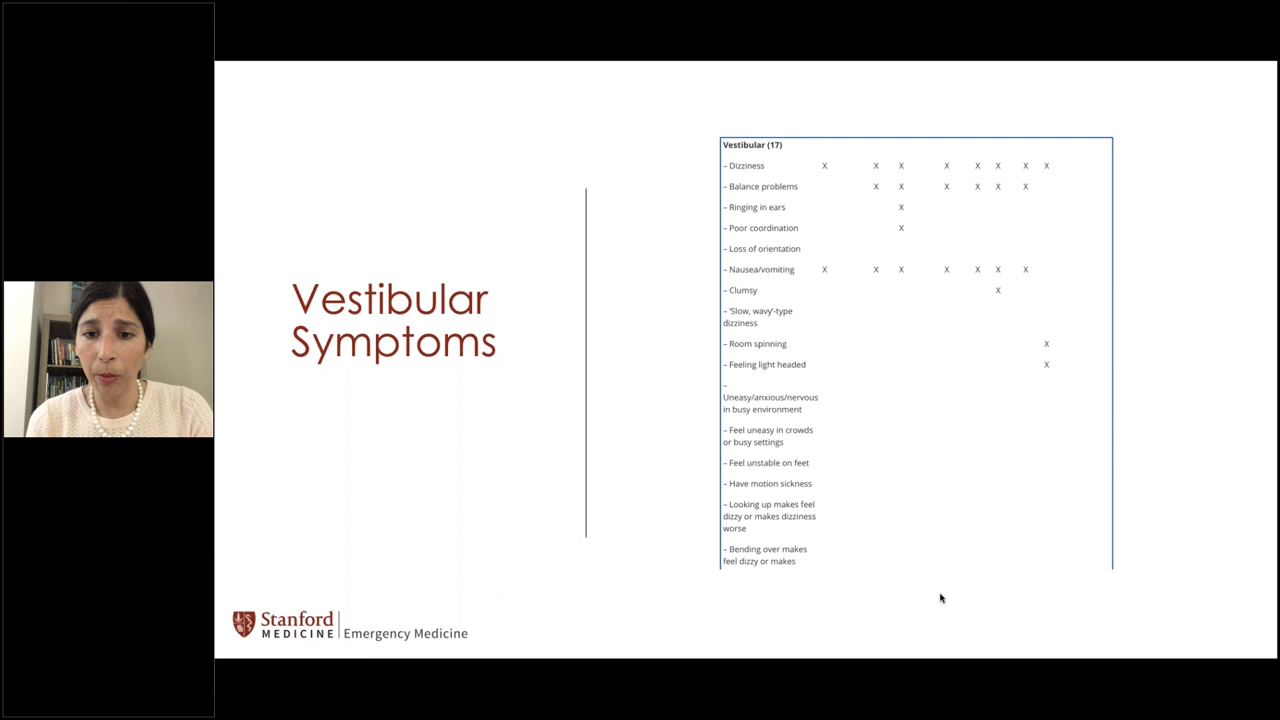 Vestibular
Symptoms
Vestibular (17)
– Dizziness X X X X X X X X
– Balance problems X X X X X X
– Ringing in ears X
– Poor coordination X
– Loss of orientation
– Nausea/vomiting X X X X X X X
– Clumsy X
– 'Slow, wavy'-type
dizziness
– Room spinning X
– Feeling light headed X
–
Uneasy/anxious/nervous
in busy environment
– Feel uneasy in crowds
or busy settings
– Feel unstable on feet
– Have motion sickness
– Looking up makes feel
dizzy or makes dizziness
worse
– Bending over makes
feel dizzy or makes
Stanford
MEDICINE
Emergency Medicine